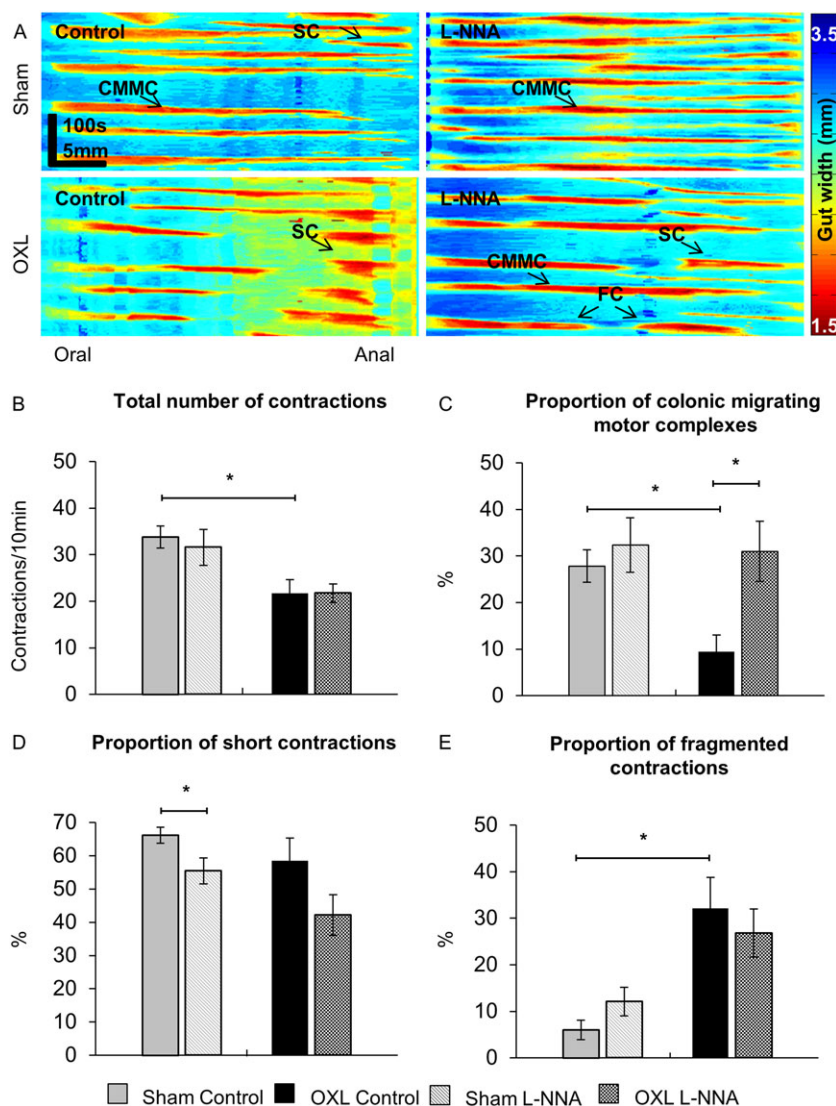 A
Control
SC
CMMC
100s
5mm
L-NNA
CMMC
Sham
Control
SC
L-NNA
SC
CMMC
FC
OXL
Oral
Anal
3.5
Gut width (mm)
1.5
B
Total number of contractions
Contractions/10min
50
40
30
20
10
0
*
C
Proportion of colonic migrating
motor complexes
%
50
40
30
20
10
0
*
*
D
Proportion of short contractions
%
70
60
50
40
30
20
10
0
*
E
Proportion of fragmented
contractions
%
50
40
30
20
10
0
*
Sham Control
OXL Control
Sham L-NNA
OXL L-NNA